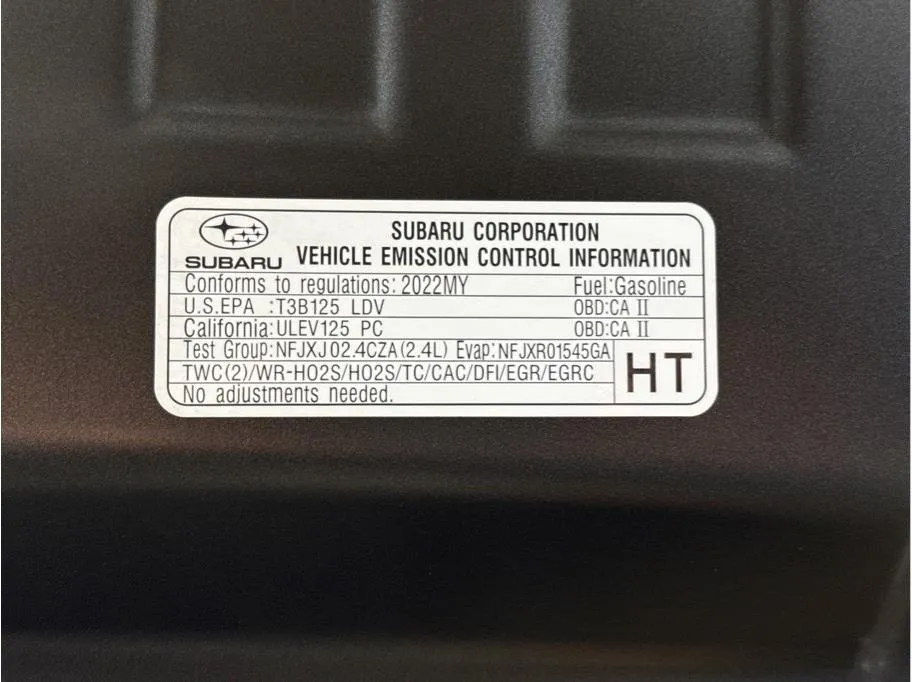 SUBARU
SUBARU CORPORATION
VEHICLE EMISSION CONTROL INFORMATION
Conforms to regulations: 2022MY Fuel:Gasoline
U.S.EPA :T3B125 LDV OBD:CA II
California:ULEV125 PC OBD:CA II
Test Group:NFJXJ02.4CZA(2.4L) Evap:NFJXR01545GA
TWC(2)/WR-HO2S/HO2S/TC/CAC/DFI/EGR/EGRC
No adjustments needed.
HT